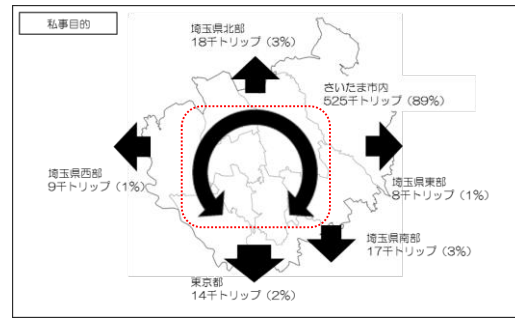 私事目的
埼玉県北部
18千トリップ（3%）
さいたま市内
525千トリップ（89%）
埼玉県西部
9千トリップ（1%）
埼玉県東部
8千トリップ（1%）
埼玉県南部
17千トリップ（3%）
東京都
14千トリップ（2%）